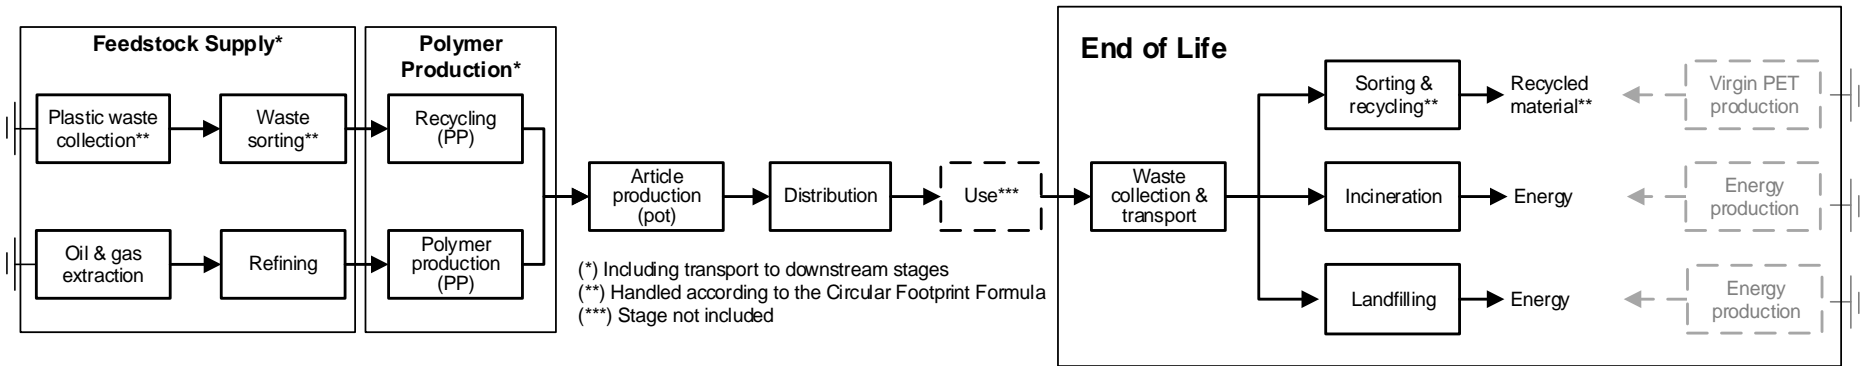 Feedstock Supply*
Plastic waste
collection**
Waste
sorting**
Oil & gas
extraction
Refining
Polymer
Production*
Recycling
(PP)
Polymer
production
(PP)
Article
production
(pot)
Distribution
Use***
(*) Including transport to downstream stages
(**) Handled according to the Circular Footprint Formula
(***) Stage not included
End of Life
Waste
collection &
transport
Sorting &
recycling**
Recycled
material**
Virgin PET
production
Incineration
Energy
Energy
production
Landfilling
Energy
Energy
production